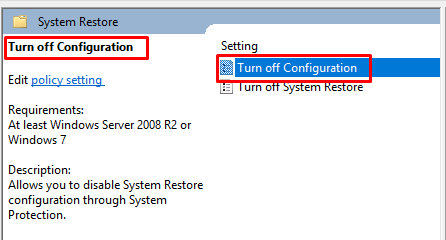 System Restore
Turn off Configuration
Edit policy setting
Requirements:
At least Windows Server 2008 R2 or
Windows 7
Description:
Allows you to disable System Restore
configuration through System
Protection.
Setting
Turn off Configuration
Turn off System Restore